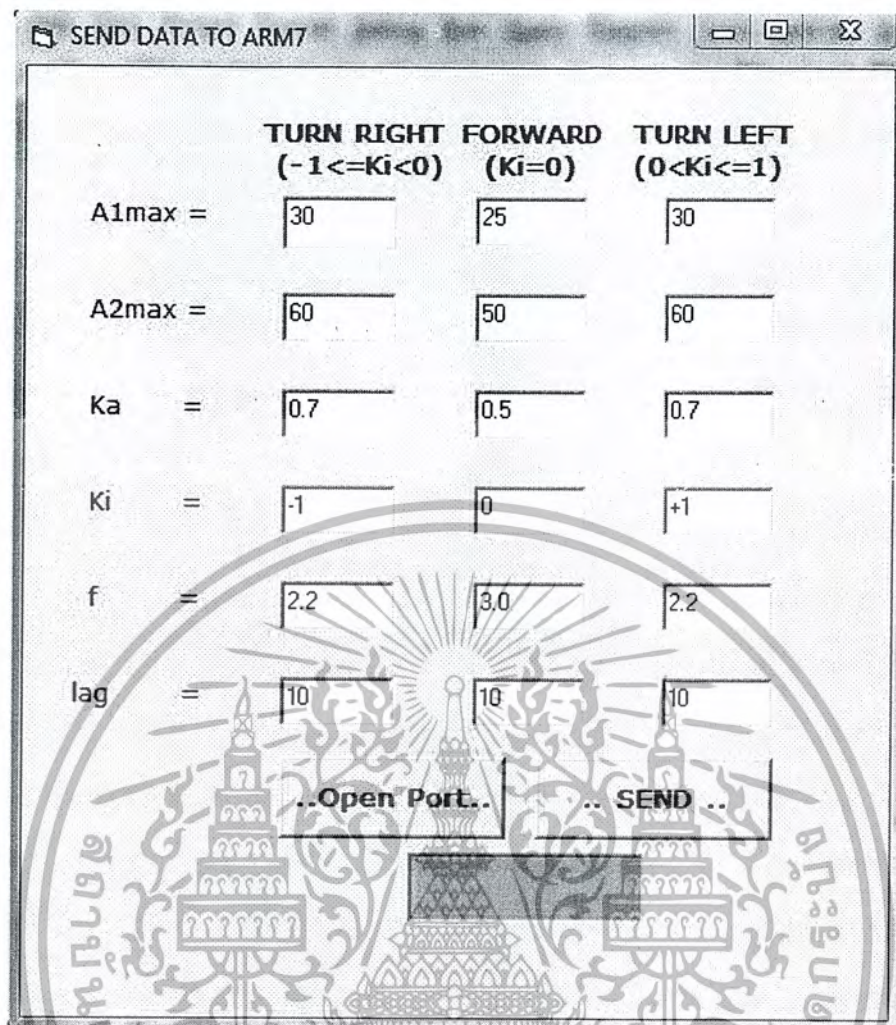 SEND DATA TO ARM7
TURN RIGHT FORWARD TURN LEFT
(-1<=Ki<0) (Ki=0) (0<Ki<=1)
A1max = 30 25 30
A2max = 60 50 60
Ka = 0.7 0.5 0.7
Ki = -1 0 +1
f = 2.2 3.0 2.2
lag = 10 10 10
..Open Port.. .. SEND ..